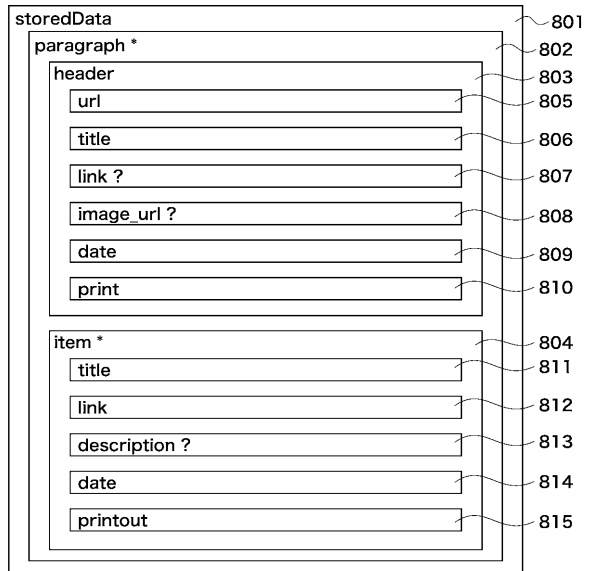 storedData 801
paragraph * 802
header 803
url 805
title 806
link ? 807
image_url ? 808
date 809
print 810
item * 804
title 811
link 812
description ? 813
date 814
printout 815